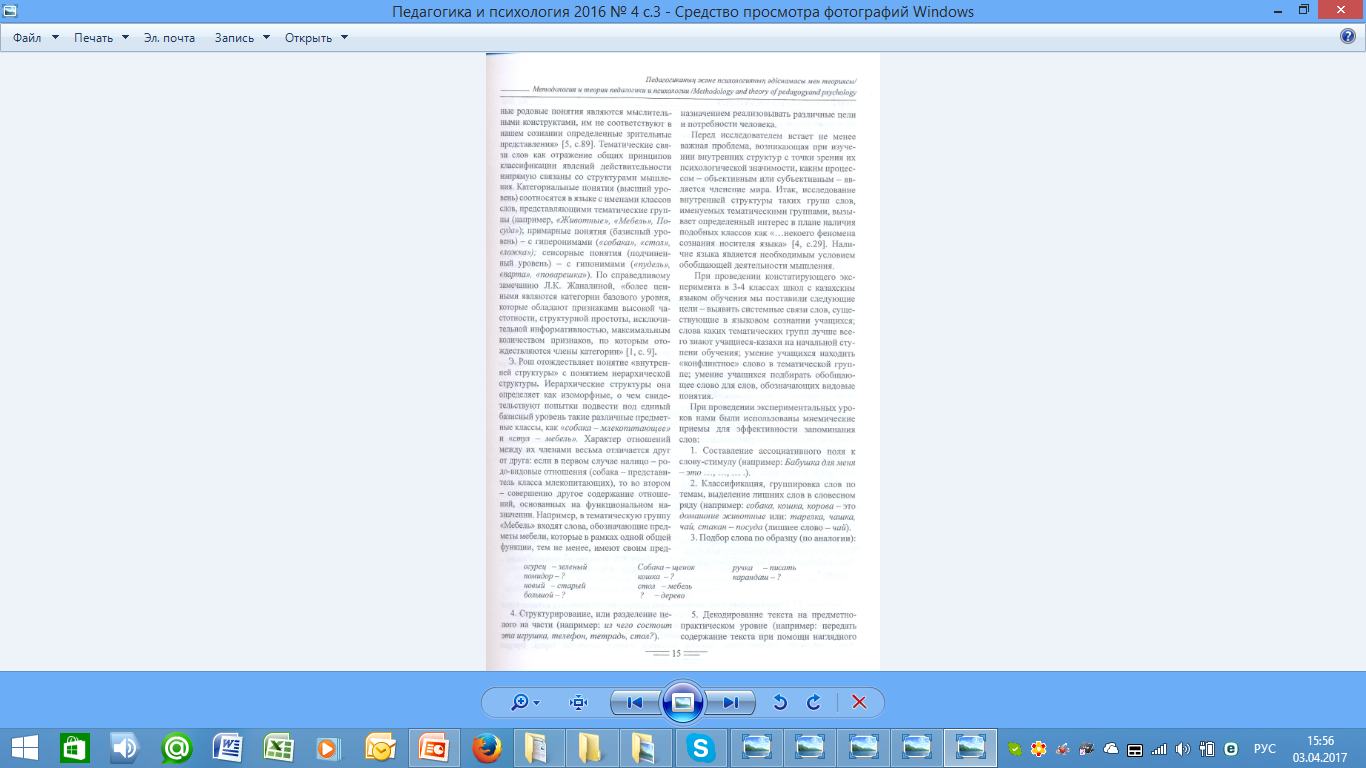 Педагогика и психология 2016 № 4 с.3 - Средство просмотра фотографий Windows
Файл Печать Эл. почта Запись Открыть
Педагогиканың және психологияның әдіснамасы мен теориясы/
Методология и теория педагогики и психологии /Methodology and theory of pedagogyand psychology
ные родовые понятия являются мыслитель-
ными конструктами, им не соответствуют в
нашем сознании определенные зрительные
представления» [5, с.89]. Тематические свя-
зи слов как отражение общих принципов
классификации явлений действительности
напрямую связаны со структурами мышле-
ния. Категориальные понятия (высший уро-
вень) соотносятся в языке с именами классов
слов, представляющими тематические груп-
пы (например, «Животные», «Мебель», По-
суда»); примарные понятия (базисный уро-
вень) – с гиперонимами («собака», «стол»,
«ложка»); сенсорные понятия (подчинен-
ный уровень) – с гипонимами («пудель»,
«парта», «поварешка»). По справедливому
замечанию Л.К. Жаналиной, «более цен-
ными являются категории базового уровня,
которые обладают признаками высокой ча-
стотности, структурной простоты, исключи-
тельной информативностью, максимальным
количеством признаков, по которым ото-
ждествляются члены категории» [1, с. 9].
Э. Рош отождествляет понятие «внутрен-
ней структуры» с понятием иерархической
структуры. Иерархические структуры она
определяет как изоморфные, о чем свиде-
тельствуют попытки подвести под единый
базисный уровень такие различные предмет-
ные классы, как «собака – млекопитающее»
и «стул – мебель». Характер отношений
между их членами весьма отличается друг
от друга: если в первом случае налицо – ро-
до-видовые отношения (собака – представи-
тель класса млекопитающих), то во втором
– совершенно другое содержание отноше-
ний, основанных на функциональном на-
значении. Например, в тематическую группу
«Мебель» входят слова, обозначающие пред-
меты мебели, которые в рамках одной общей
функции, тем не менее, имеют своим пред-
назначением реализовывать различные цели
и потребности человека.
Перед исследователем встает не менее
важная проблема, возникающая при изуче-
нии внутренних структур с точки зрения их
психологической значимости, каким процес-
сом – объективным или субъективным – яв-
ляется членение мира. Итак, исследование
внутренней структуры таких групп слов,
именуемых тематическими группами, вызы-
вает определенный интерес в плане наличия
подобных классов как «…некоего феномена
сознания носителя языка» [4, с.29]. Нали-
чие языка является необходимым условием
обобщающей деятельности мышления.
При проведении констатирующего экс-
перимента в 3-4 классах школ с казахским
языком обучения мы поставили следующие
цели – выявить системные связи слов, суще-
ствующие в языковом сознании учащихся;
слова каких тематических групп лучше все-
го знают учащиеся-казахи на начальной сту-
пени обучения; умение учащихся находить
«конфликтное» слово в тематической груп-
пе; умение учащихся подбирать обобщаю-
щее слово для слов, обозначающих видовые
понятия.
При проведении экспериментальных уро-
ков нами были использованы мнемические
приемы для эффективности запоминания
слов:
1. Составление ассоциативного поля к
слову-стимулу (например: Бабушка для меня
– это …, …, … .).
2. Классификация, группировка слов по
темам, выделение лишних слов в словесном
ряду (например: собака, кошка, корова – это
домашние животные или: тарелка, чашка,
чай, стакан – посуда (лишнее слово – чай).
3. Подбор слова по образцу (по аналогии):
огурец – зеленый Собака – щенок ручка – писать
помидор – ? кошка – ? карандаш – ?
новый – старый стол – мебель
большой – ? ? – дерево
4. Структурирование, или разделение це-
лого на части (например: из чего состоит
эта игрушка, телефон, тетрадь, стол?).
5. Декодирование текста на предметно-
практическом уровне (например: передать
содержание текста при помощи наглядного
15
РУС
15:56
03.04.2017